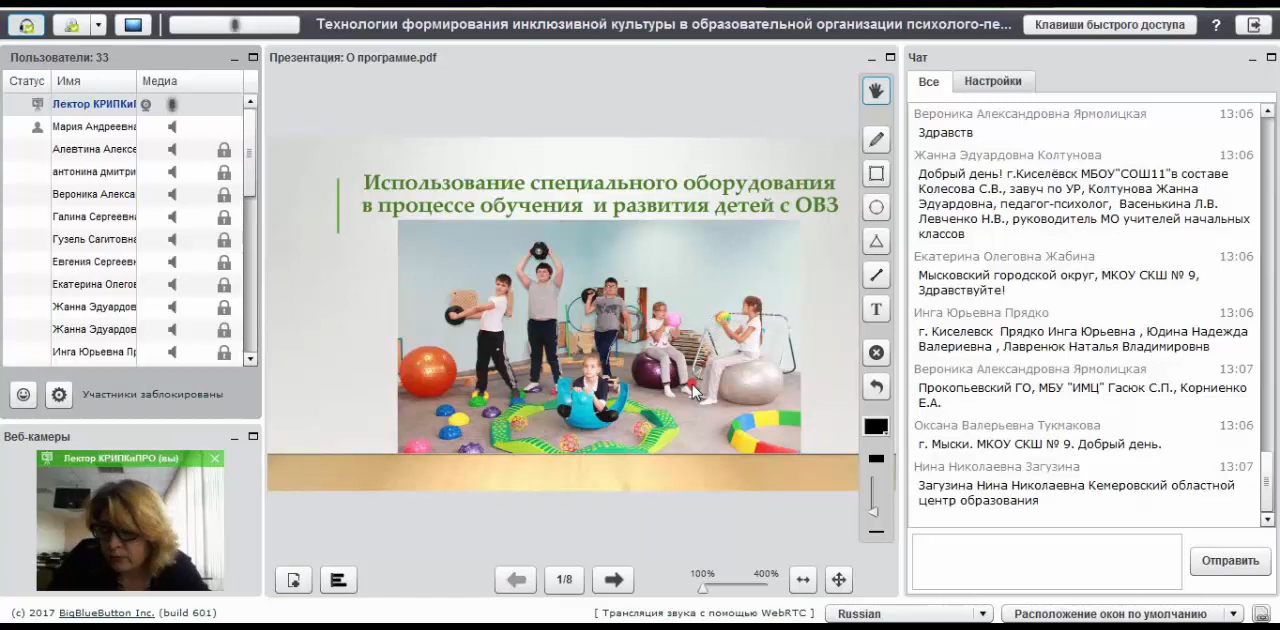 Технологии формирования инклюзивной культуры в образовательной организации психолого-пе...
Клавиши быстрого доступа
?
Пользователи: 33
Статус Имя Медиа
Лектор КРИПКиП
Мария Андреевна
Алевтина Алексе
антонина дмитри
Вероника Алекса
Галина Сергеевн
Гузель Сагитовна
Евгения Сергеев
Екатерина Олего
Жанна Эдуардов
Жанна Эдуардов
Инга Юрьевна Пр
Участники заблокированы
Веб-камеры
Лектор КРИПКиПРО (вы)
Презентация: О программе.pdf
Использование специального оборудования
в процессе обучения и развития детей с ОВЗ
T
1/8
100% 400%
Чат
Все Настройки
Вероника Александровна Ярмолицкая 13:06
Здравств
Жанна Эдуардовна Колтунова 13:06
Добрый день! г.Киселёвск МБОУ"СОШ11"в составе
Колесова С.В., завуч по УР, Колтунова Жанна
Эдуардовна, педагог-психолог, Васенькина Л.В.
Левченко Н.В., руководитель МО учителей начальных
классов
Екатерина Олеговна Жабина 13:06
Мысковский городской округ, МКОУ СКШ № 9,
Здравствуйте!
Инга Юрьевна Прядко 13:06
г. Киселевск Прядко Инга Юрьевна , Юдина Надежда
Валериевна , Лавренюк Наталья Владимировнв
Вероника Александровна Ярмолицкая 13:07
Прокопьевский ГО, МБУ "ИМЦ" Гасюк С.П., Корниенко
Е.А.
Оксана Валерьевна Тукмакова 13:06
г. Мыски. МКОУ СКШ № 9. Добрый день.
Нина Николаевна Загузина 13:07
Загузина Нина Николаевна Кемеровский областной
центр образования
Отправить
(c) 2017 BigBlueButton Inc. (build 601)
[ Трансляция звука с помощью WebRTC ]
Russian
Расположение окон по умолчанию